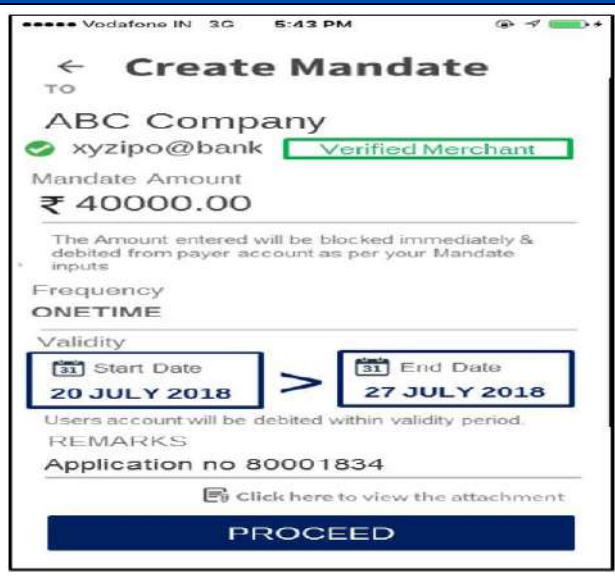 Vodafone IN 3G 5:43 PM
← Create Mandate
TO
ABC Company
xyzipo@bank Verified Merchant
Mandate Amount
₹ 40000.00
The Amount entered will be blocked immediately &
debited from payer account as per your Mandate
inputs
Frequency
ONETIME
Validity
31 Start Date > 31 End Date
20 JULY 2018 27 JULY 2018
Users account will be debited within validity period.
REMARKS
Application no 80001834
Click here to view the attachment
PROCEED